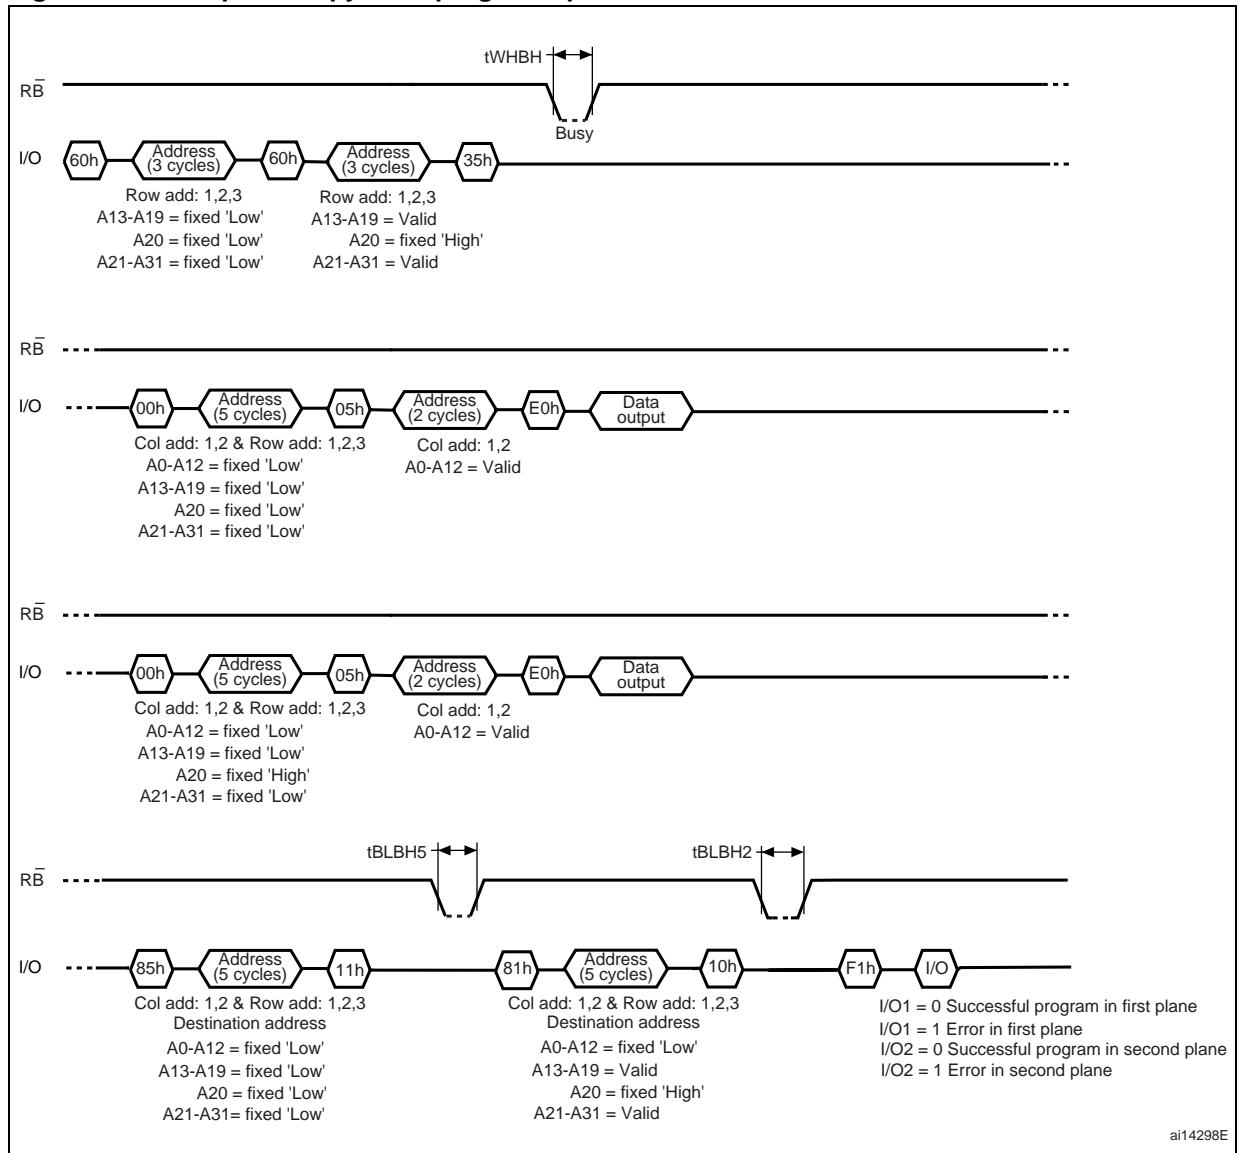 tWHBH
RB̅
Busy
I/O 60h Address (3 cycles) 60h Address (3 cycles) 35h
Row add: 1,2,3 Row add: 1,2,3
A13-A19 = fixed 'Low' A13-A19 = Valid
A20 = fixed 'Low' A20 = fixed 'High'
A21-A31 = fixed 'Low' A21-A31 = Valid
RB̅
I/O 00h Address (5 cycles) 05h Address (2 cycles) E0h Data output
Col add: 1,2 & Row add: 1,2,3 Col add: 1,2
A0-A12 = fixed 'Low' A0-A12 = Valid
A13-A19 = fixed 'Low'
A20 = fixed 'Low'
A21-A31 = fixed 'Low'
RB̅
I/O 00h Address (5 cycles) 05h Address (2 cycles) E0h Data output
Col add: 1,2 & Row add: 1,2,3 Col add: 1,2
A0-A12 = fixed 'Low' A0-A12 = Valid
A13-A19 = fixed 'Low'
A20 = fixed 'High'
A21-A31 = fixed 'Low'
tBLBH5 tBLBH2
RB̅
I/O 85h Address (5 cycles) 11h 81h Address (5 cycles) 10h F1h I/O
Col add: 1,2 & Row add: 1,2,3 Col add: 1,2 & Row add: 1,2,3 I/O1 = 0 Successful program in first plane
Destination address Destination address I/O1 = 1 Error in first plane
A0-A12 = fixed 'Low' A0-A12 = fixed 'Low' I/O2 = 0 Successful program in second plane
A13-A19 = fixed 'Low' A13-A19 = Valid I/O2 = 1 Error in second plane
A20 = fixed 'Low' A20 = fixed 'High'
A21-A31= fixed 'Low' A21-A31 = Valid
ai14298E